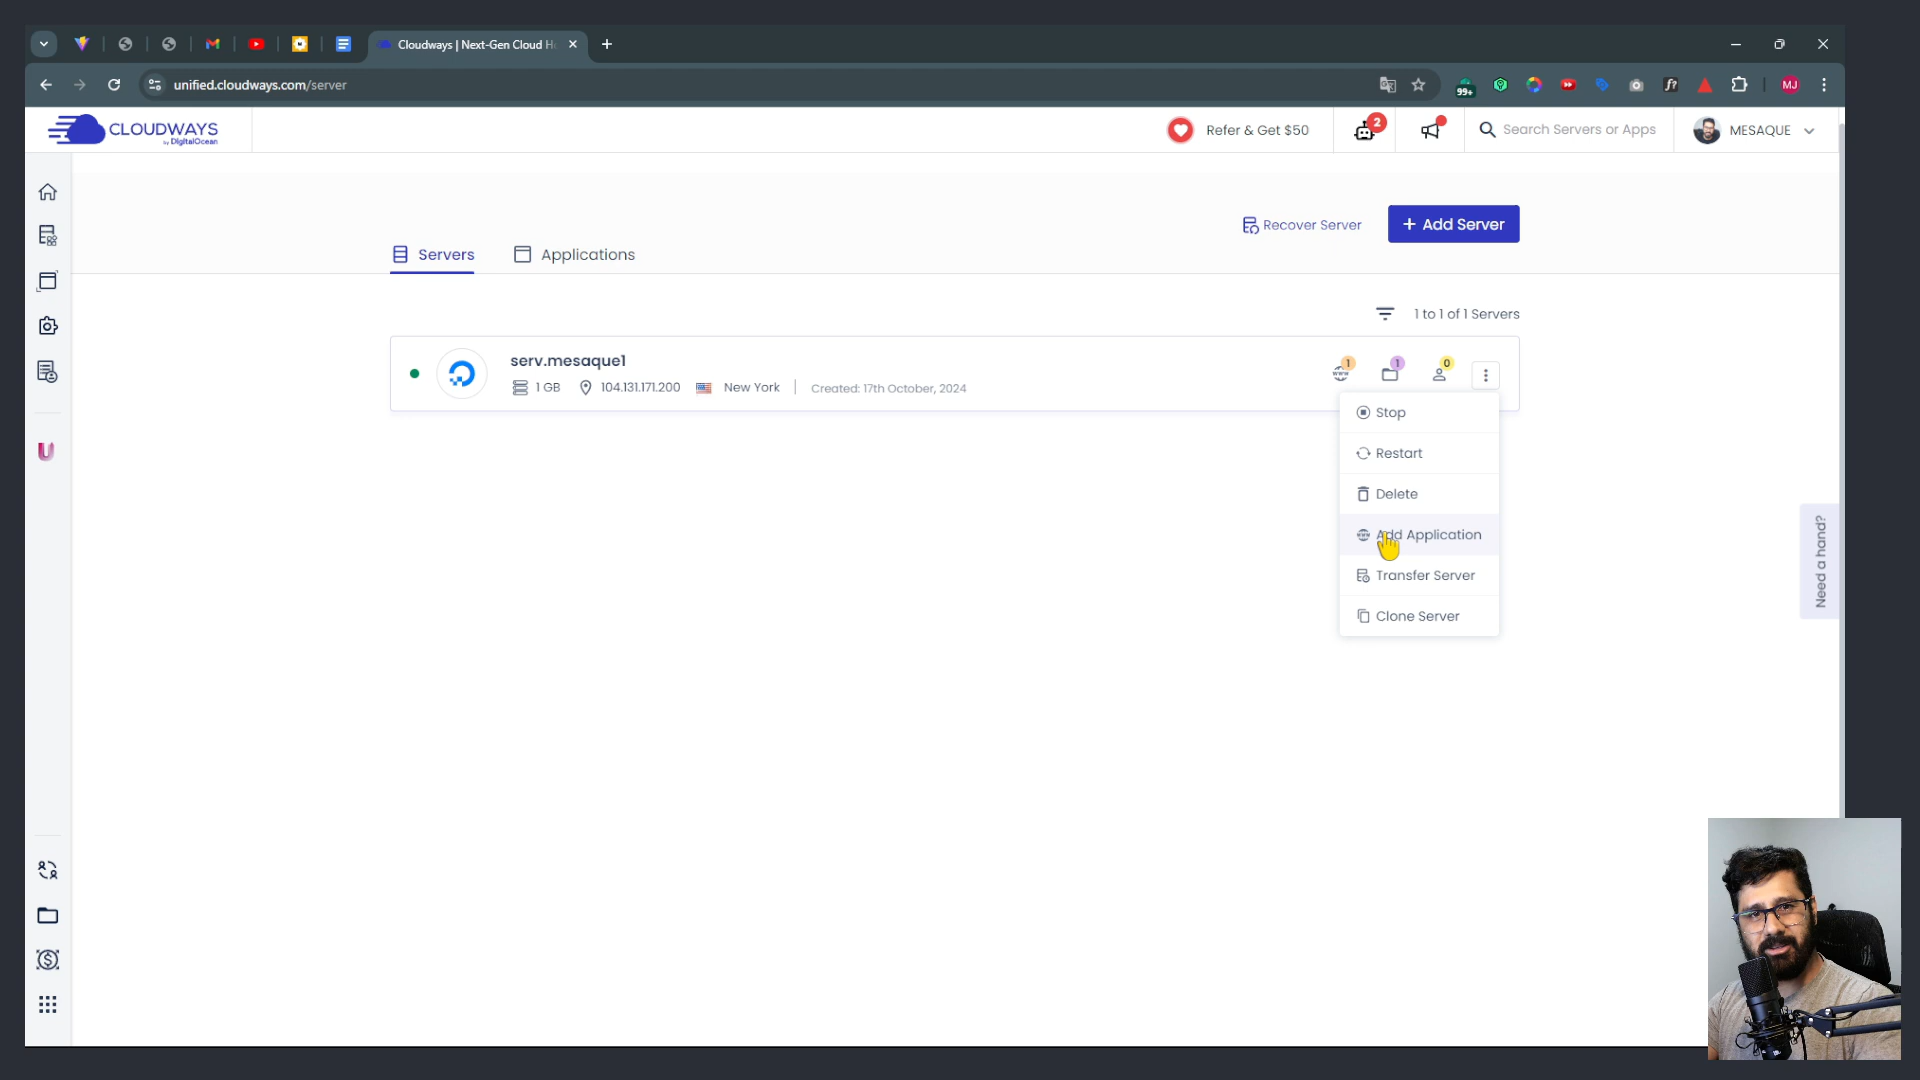 Cloudways | Next-Gen Cloud H
unified.cloudways.com/server
99+
f?
MJ
CLOUDWAYS
by DigitalOcean
Refer & Get $50
2
Search Servers or Apps
MESAQUE
Recover Server
+ Add Server
Servers
Applications
1 to 1 of 1 Servers
serv.mesaque1
1 GB
104.131.171.200
New York
Created: 17th October, 2024
www
1
1
0
Stop
Restart
Delete
Add Application
Transfer Server
Clone Server
Need a hand?
U